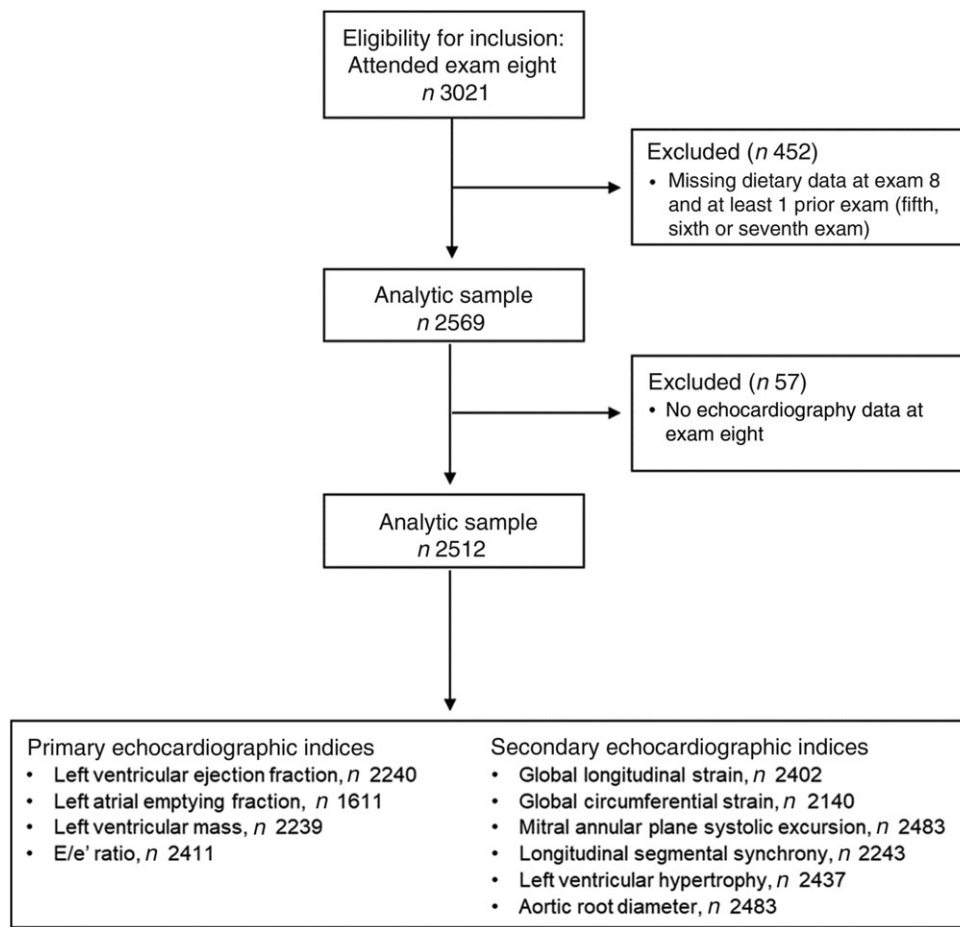 Eligibility for inclusion:
Attended exam eight
n 3021
Excluded (n 452)
• Missing dietary data at exam 8
and at least 1 prior exam (fifth,
sixth or seventh exam)
Analytic sample
n 2569
Excluded (n 57)
• No echocardiography data at
exam eight
Analytic sample
n 2512
Primary echocardiographic indices
• Left ventricular ejection fraction, n 2240
• Left atrial emptying fraction, n 1611
• Left ventricular mass, n 2239
• E/e' ratio, n 2411
Secondary echocardiographic indices
• Global longitudinal strain, n 2402
• Global circumferential strain, n 2140
• Mitral annular plane systolic excursion, n 2483
• Longitudinal segmental synchrony, n 2243
• Left ventricular hypertrophy, n 2437
• Aortic root diameter, n 2483